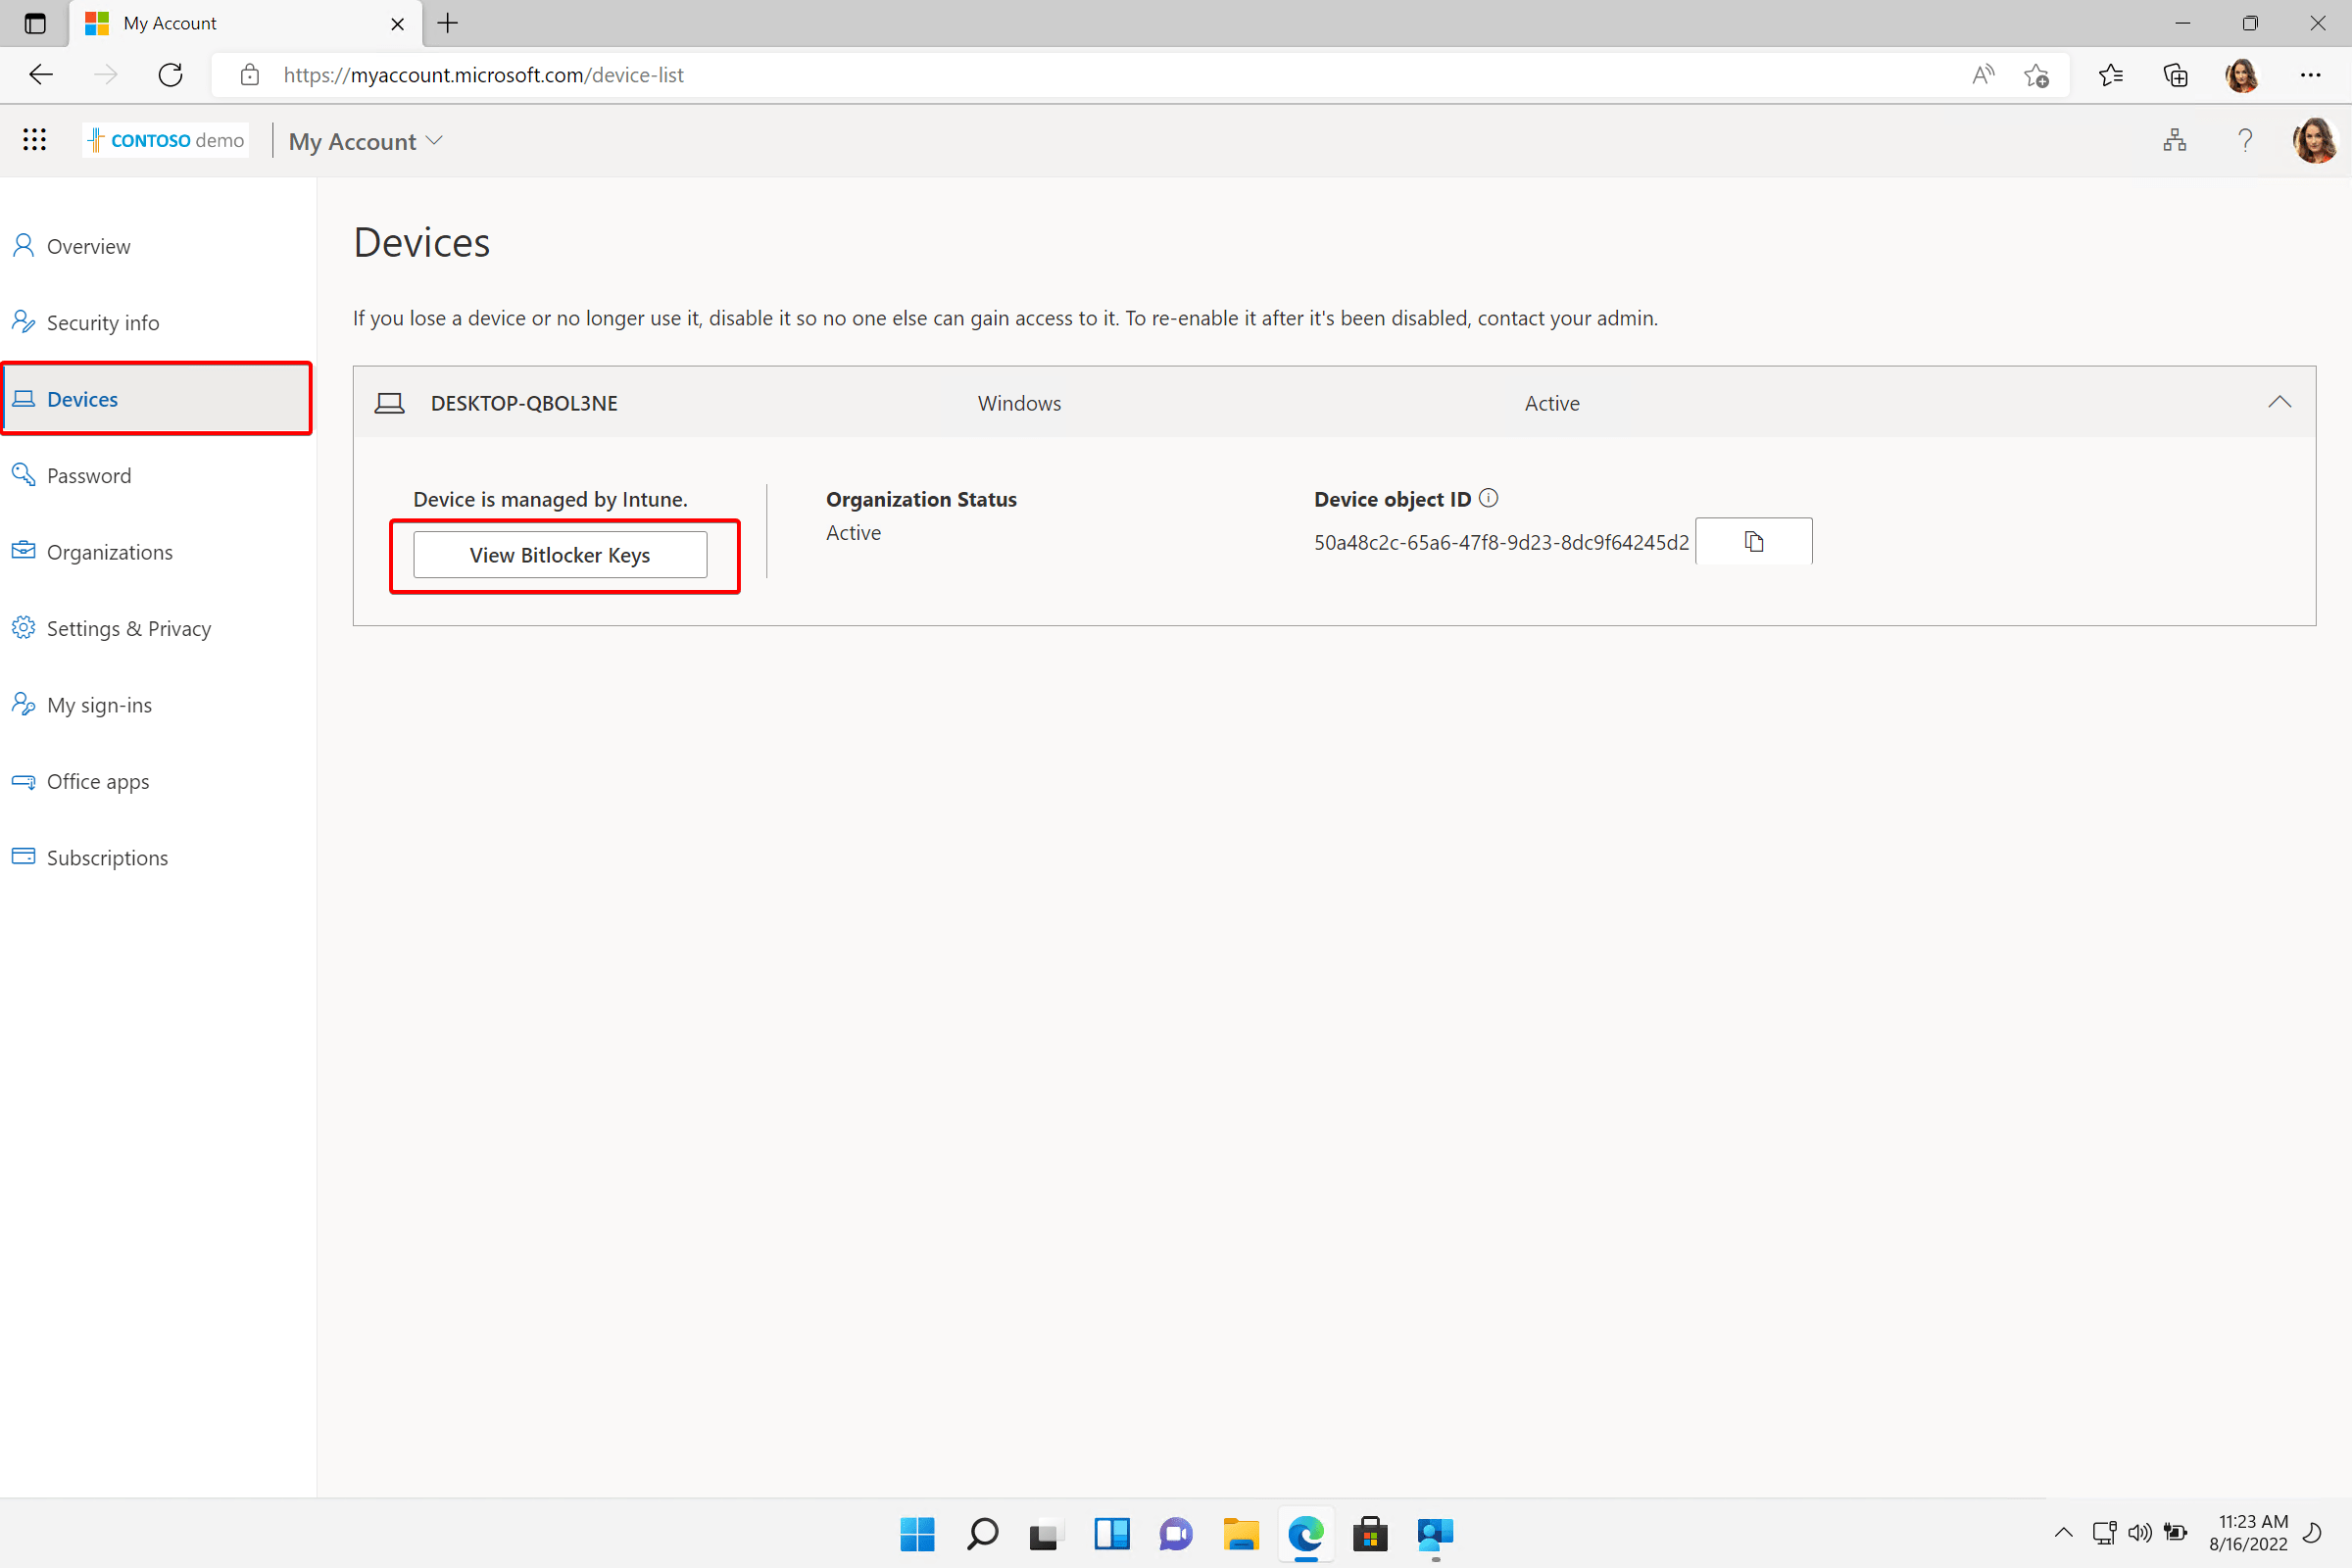 My Account
https://myaccount.microsoft.com/device-list
CONTOSO demo
My Account
Overview
Security info
Devices
Password
Organizations
Settings & Privacy
My sign-ins
Office apps
Subscriptions
Devices
If you lose a device or no longer use it, disable it so no one else can gain access to it. To re-enable it after it's been disabled, contact your admin.
DESKTOP-QBOL3NE Windows Active
Device is managed by Intune.
View Bitlocker Keys
Organization Status
Active
Device object ID
50a48c2c-65a6-47f8-9d23-8dc9f64245d2
11:23 AM
8/16/2022